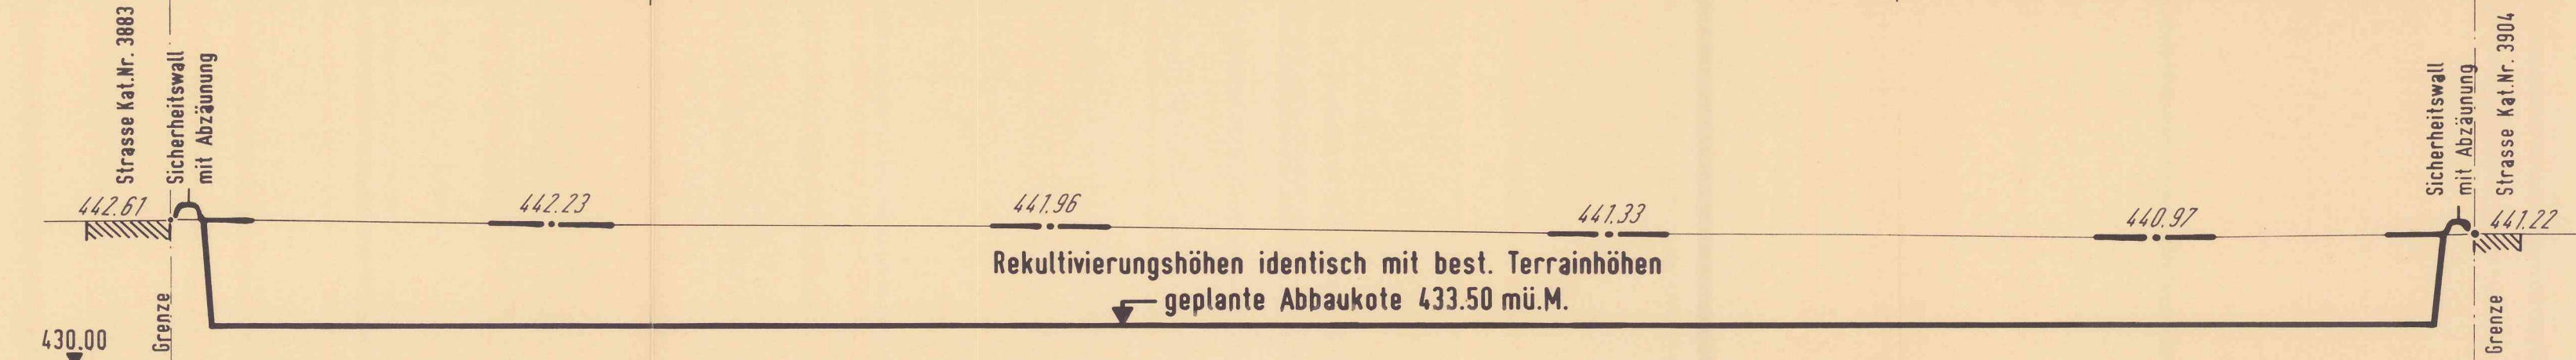 Strasse Kat.Nr. 3883
Sicherheitswall
mit Abzäunung
442.61
442.23
441.96
441.33
440.97
Sicherheitswall
mit Abzäunung
Strasse Kat.Nr. 3904
441.22
Rekultivierungshöhen identisch mit best. Terrainhöhen
geplante Abbaukote 433.50 mü.M.
Grenze
430.00
Grenze